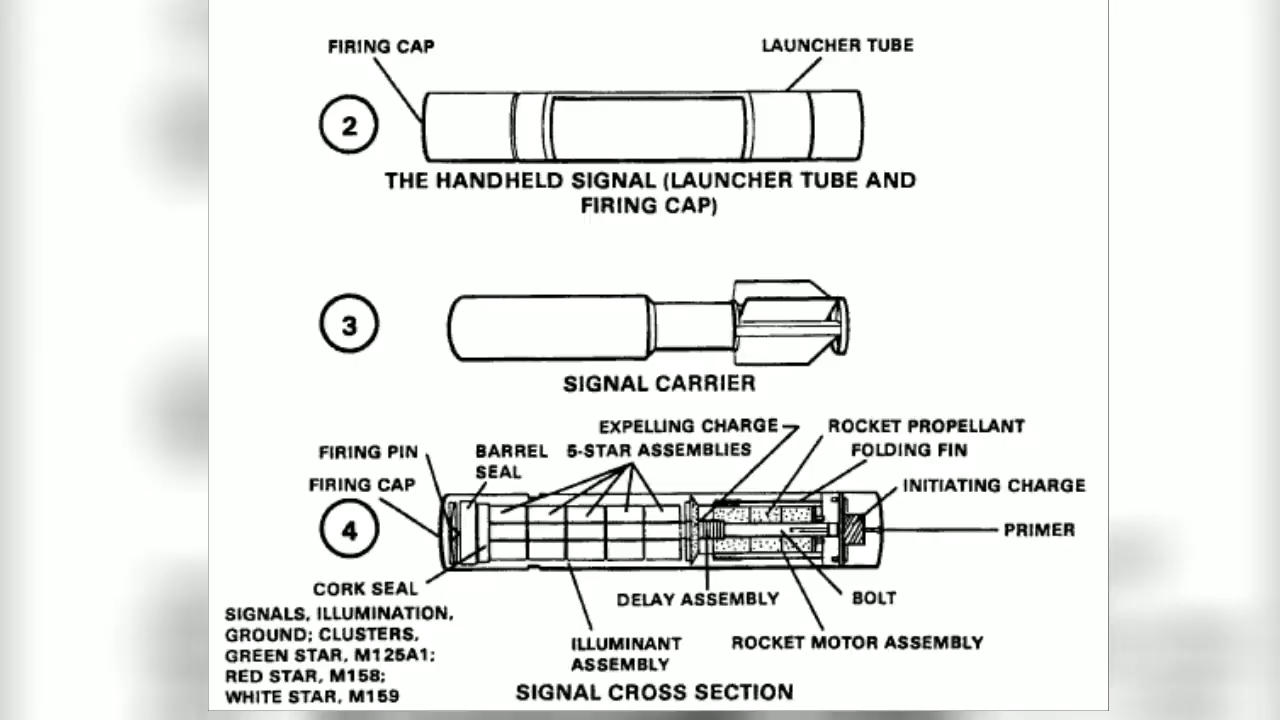 FIRING CAP
LAUNCHER TUBE
2
THE HANDHELD SIGNAL (LAUNCHER TUBE AND
FIRING CAP)
3
SIGNAL CARRIER
EXPELLING CHARGE
ROCKET PROPELLANT
FIRING PIN
BARREL
SEAL
5-STAR ASSEMBLIES
FOLDING FIN
FIRING CAP
INITIATING CHARGE
4
PRIMER
CORK SEAL
DELAY ASSEMBLY
BOLT
SIGNALS, ILLUMINATION,
GROUND; CLUSTERS,
GREEN STAR, M125A1;
RED STAR, M158;
WHITE STAR, M159
ILLUMINANT
ASSEMBLY
ROCKET MOTOR ASSEMBLY
SIGNAL CROSS SECTION